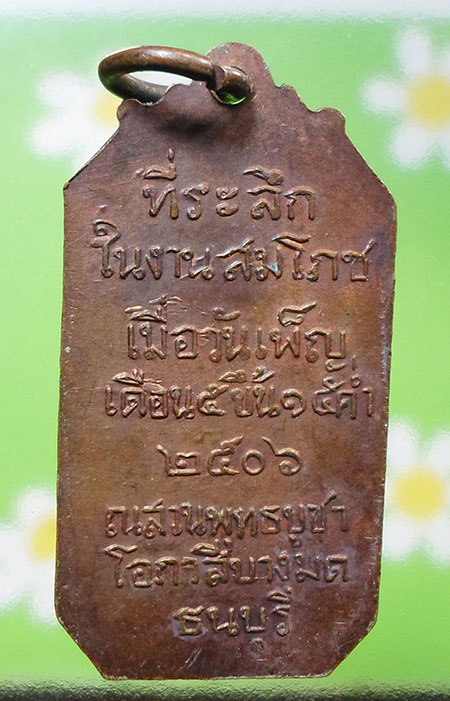 ที่ระลึก
ในงานสมโภช
เมื่อวันเพ็ญ
เดือน๕ขึ้น๑๕ค่ำ
๒๕๐๖
ณสวนพุทธบูชา
โอภาสีบางมด
ธนบุรี